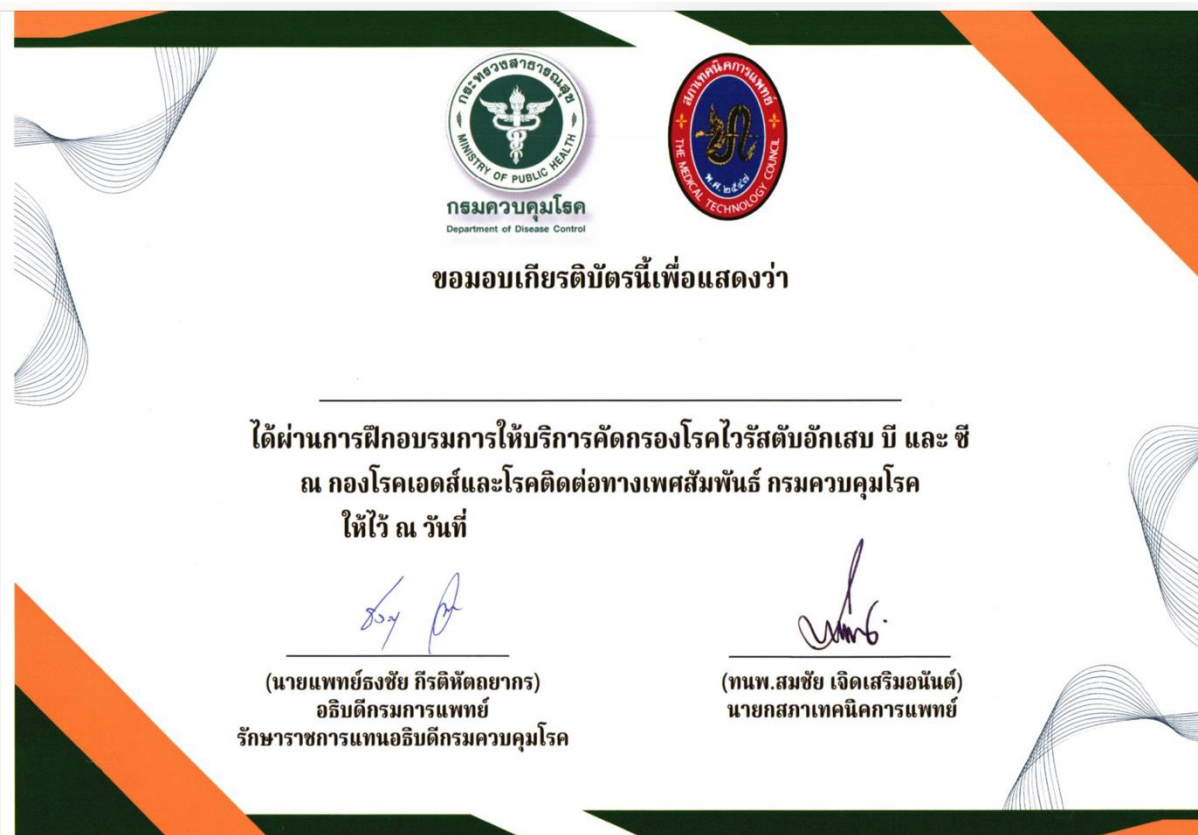 กระทรวงสาธารณสุข
MINISTRY OF PUBLIC HEALTH
กรมควบคุมโรค
Department of Disease Control
สภาเทคนิคการแพทย์
THE MEDICAL TECHNOLOGY COUNCIL
พ.ศ. ๒๕๔๗
ขอมอบเกียรติบัตรนี้เพื่อแสดงว่า
ได้ผ่านการฝึกอบรมการให้บริการคัดกรองโรคไวรัสตับอักเสบ บี และ ซี
ณ กองโรคเอดส์และโรคติดต่อทางเพศสัมพันธ์ กรมควบคุมโรค
ให้ไว้ ณ วันที่
(นายแพทย์ธงชัย กีรติหัตถยากร)
อธิบดีกรมการแพทย์
รักษาราชการแทนอธิบดีกรมควบคุมโรค
(ทนพ.สมชัย เจิดเสริมอนันต์)
นายกสภาเทคนิคการแพทย์